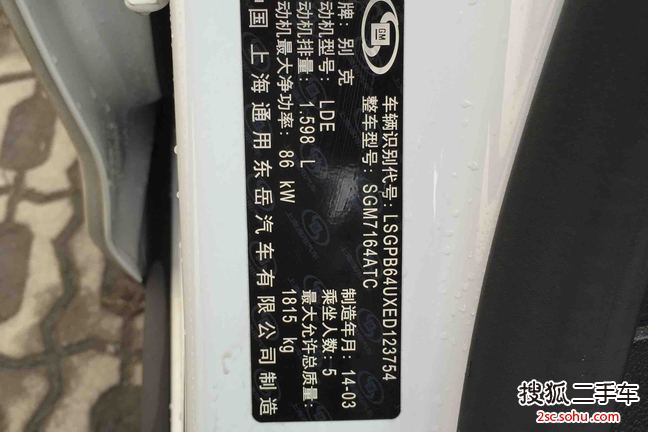 GM
车辆识别代号: LSGPB64UXED123754
整车型号: SGM7164ATC
制造年月: 14-03
牌: 别克
乘坐人数: 5
动机型号: LDE
最大允许总质量:
动机排量: 1.598 L
1815 kg
动机最大净功率: 86 kW
中国 上海通用东岳汽车有限公司制造
搜狐二手车
2sc.sohu.com